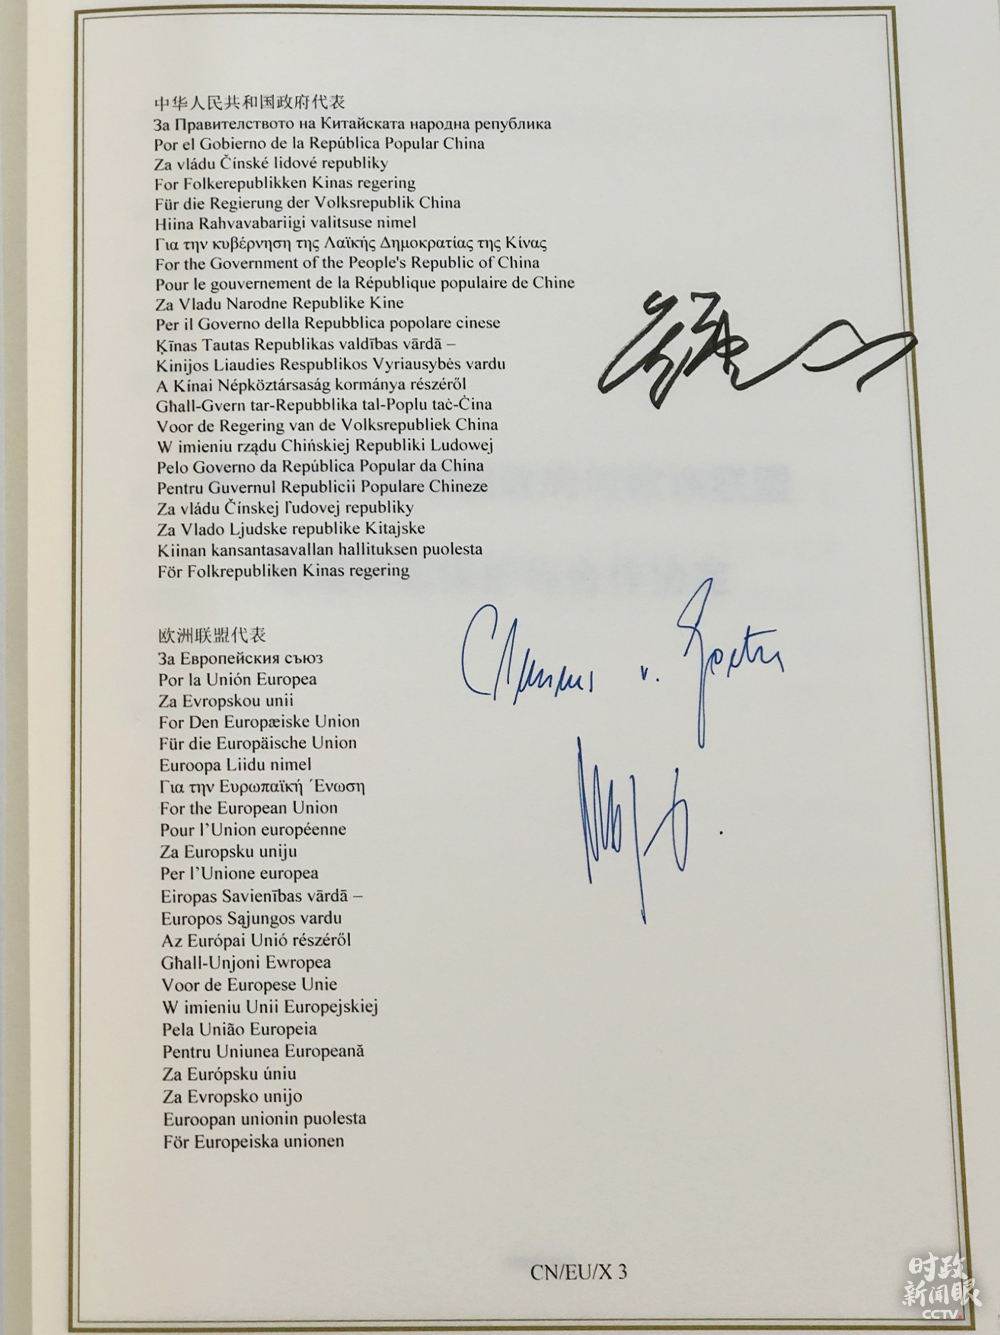 中华人民共和国政府代表
За Правителството на Китайската народна република
Por el Gobierno de la República Popular China
Za vládu Čínské lidové republiky
For Folkerepublikken Kinas regering
Für die Regierung der Volksrepublik China
Hiina Rahvavabariigi valitsuse nimel
Για την κυβέρνηση της Λαϊκής Δημοκρατίας της Κίνας
For the Government of the People's Republic of China
Pour le gouvernement de la République populaire de Chine
Za Vladu Narodne Republike Kine
Per il Governo della Repubblica popolare cinese
Ķīnas Tautas Republikas valdības vārdā –
Kinijos Liaudies Respublikos Vyriausybės vardu
A Kínai Népköztársaság kormánya részéről
Għall-Gvern tar-Repubblika tal-Poplu taċ-Ċina
Voor de Regering van de Volksrepubliek China
W imieniu rządu Chińskiej Republiki Ludowej
Pelo Governo da República Popular da China
Pentru Guvernul Republicii Populare Chineze
Za vládu Čínskej ľudovej republiky
Za Vlado Ljudske republike Kitajske
Kiinan kansantasavallan hallituksen puolesta
För Folkrepubliken Kinas regering
欧洲联盟代表
За Европейския съюз
Por la Unión Europea
Za Evropskou unii
For Den Europæiske Union
Für die Europäische Union
Euroopa Liidu nimel
Για την Ευρωπαϊκή Ένωση
For the European Union
Pour l'Union européenne
Za Europsku uniju
Per l'Unione europea
Eiropas Savienības vārdā –
Europos Sąjungos vardu
Az Európai Unió részéről
Għall-Unjoni Ewropea
Voor de Europese Unie
W imieniu Unii Europejskiej
Pela União Europeia
Pentru Uniunea Europeană
Za Európsku úniu
Za Evropsko unijo
Euroopan unionin puolesta
För Europeiska unionen
CN/EU/X 3
时政
新闻眼
CCTV